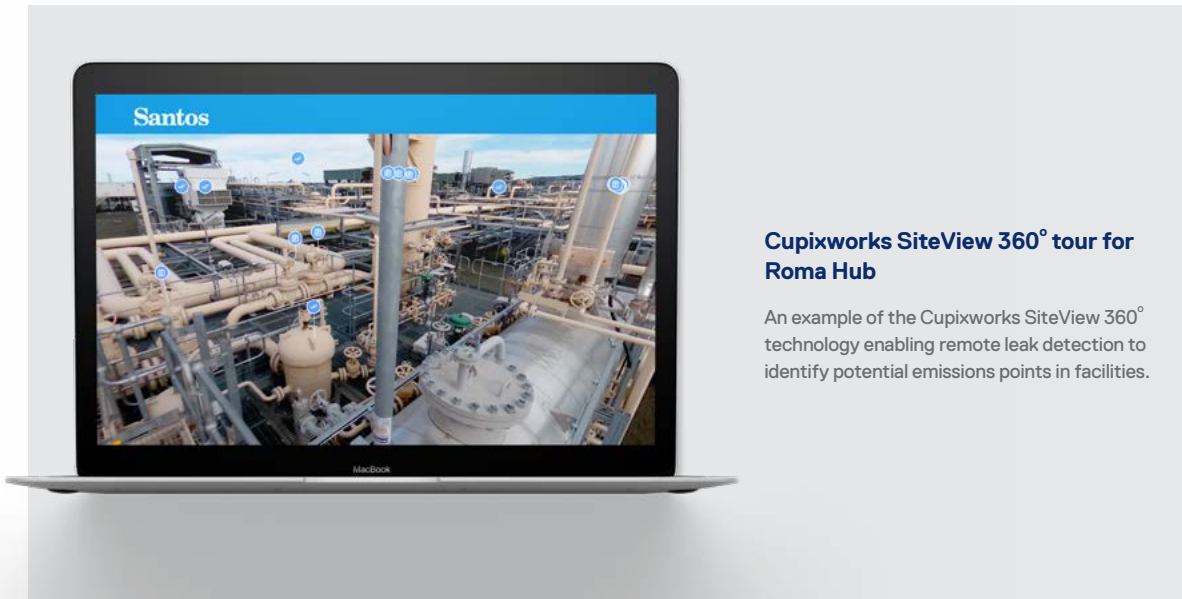 Santos
MacBook
Cupixworks SiteView 360° tour for
Roma Hub
An example of the Cupixworks SiteView 360°
technology enabling remote leak detection to
identify potential emissions points in facilities.